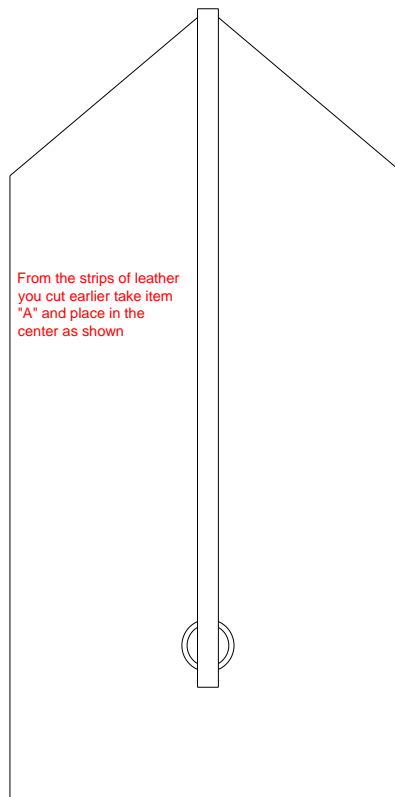 From the strips of leather
you cut earlier take item
"A" and place in the
center as shown